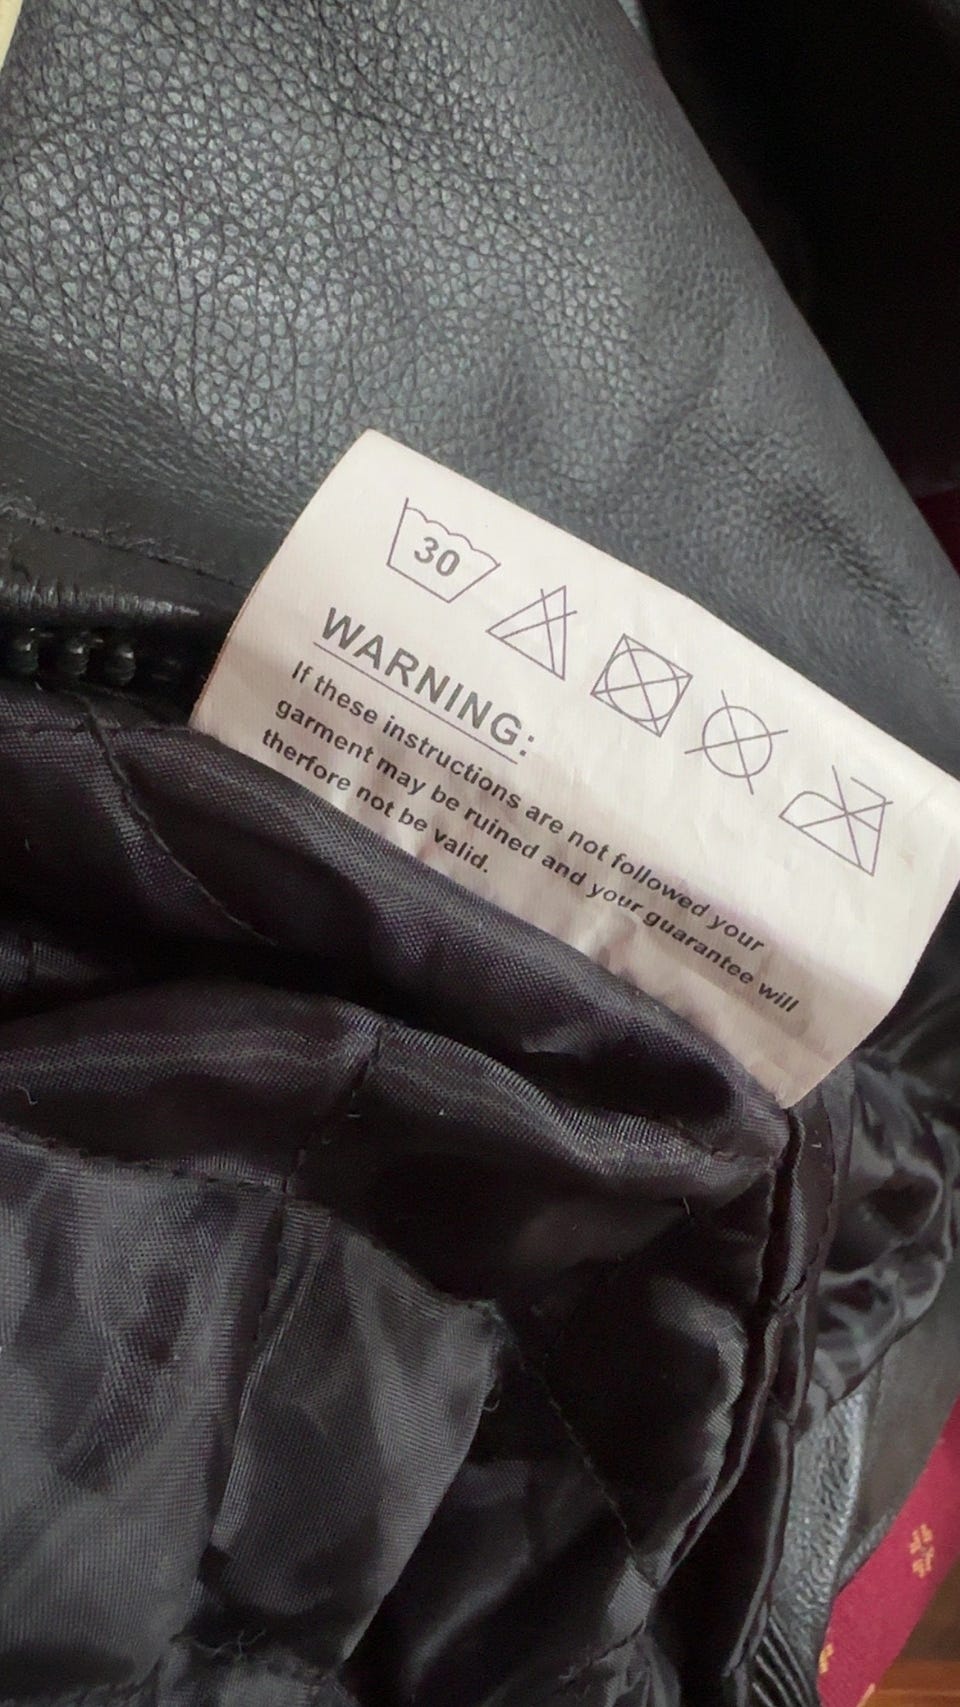 30
WARNING:
If these instructions are not followed your
garment may be ruined and your guarantee will
therfore not be valid.